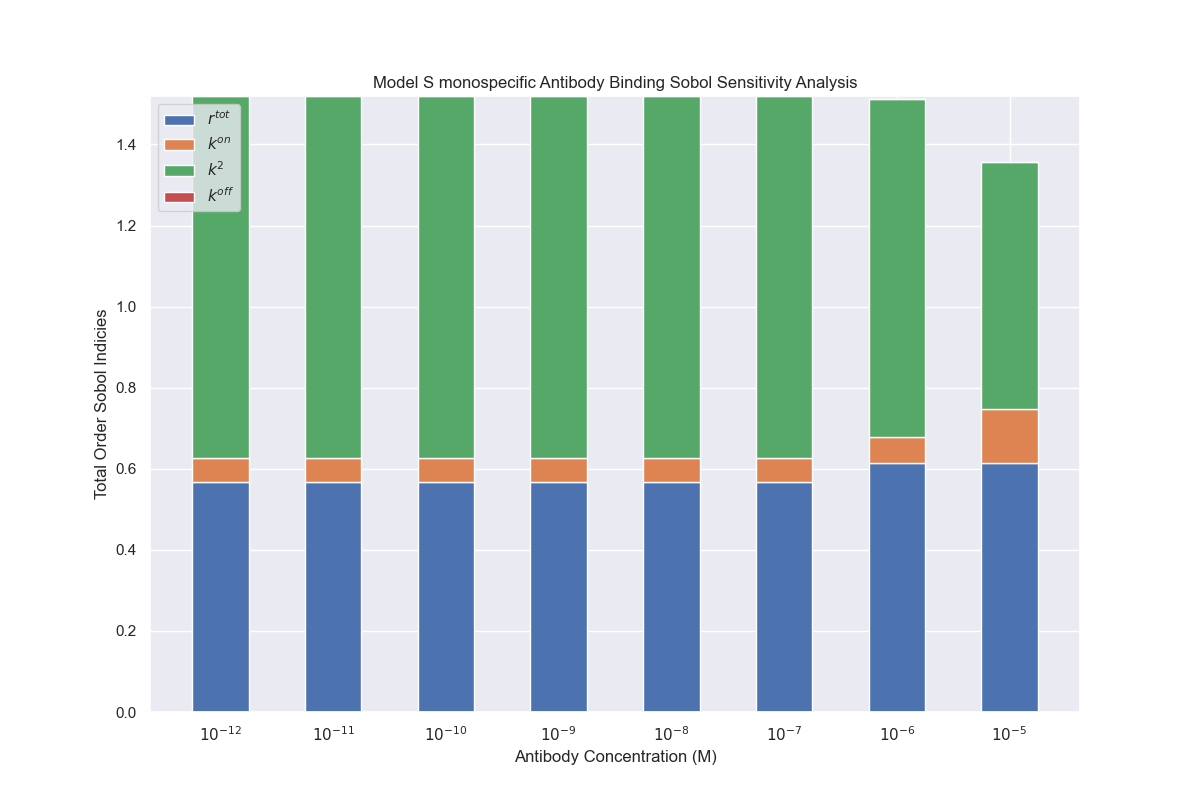 Model S monospecific Antibody Binding Sobol Sensitivity Analysis
r^tot
k^on
k^2
k^off
1.4
1.2
1.0
0.8
0.6
0.4
0.2
0.0
Total Order Sobol Indicies
10^−12 10^−11 10^−10 10^−9 10^−8 10^−7 10^−6 10^−5
Antibody Concentration (M)